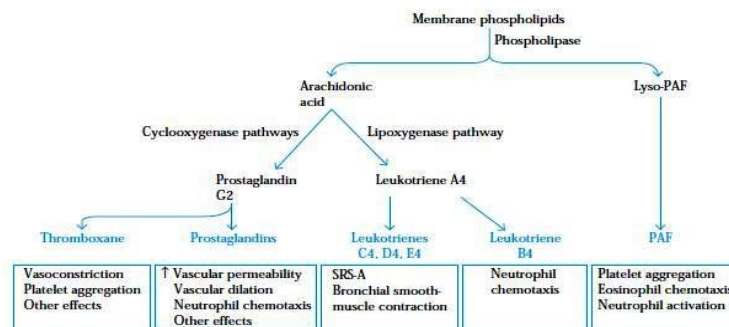 Membrane phospholipids
Phospholipase
Arachidonic
acid
Lyso-PAF
Cyclooxygenase pathways
Lipoxygenase pathway
Prostaglandin
G2
Leukotriene A4
Thromboxane
Prostaglandins
Leukotrienes
C4, D4, E4
Leukotriene
B4
PAF
Vasoconstriction
Platelet aggregation
Other effects
↑ Vascular permeability
Vascular dilation
Neutrophil chemotaxis
Other effects
SRS-A
Bronchial smooth-
muscle contraction
Neutrophil
chemotaxis
Platelet aggregation
Eosinophil chemotaxis
Neutrophil activation